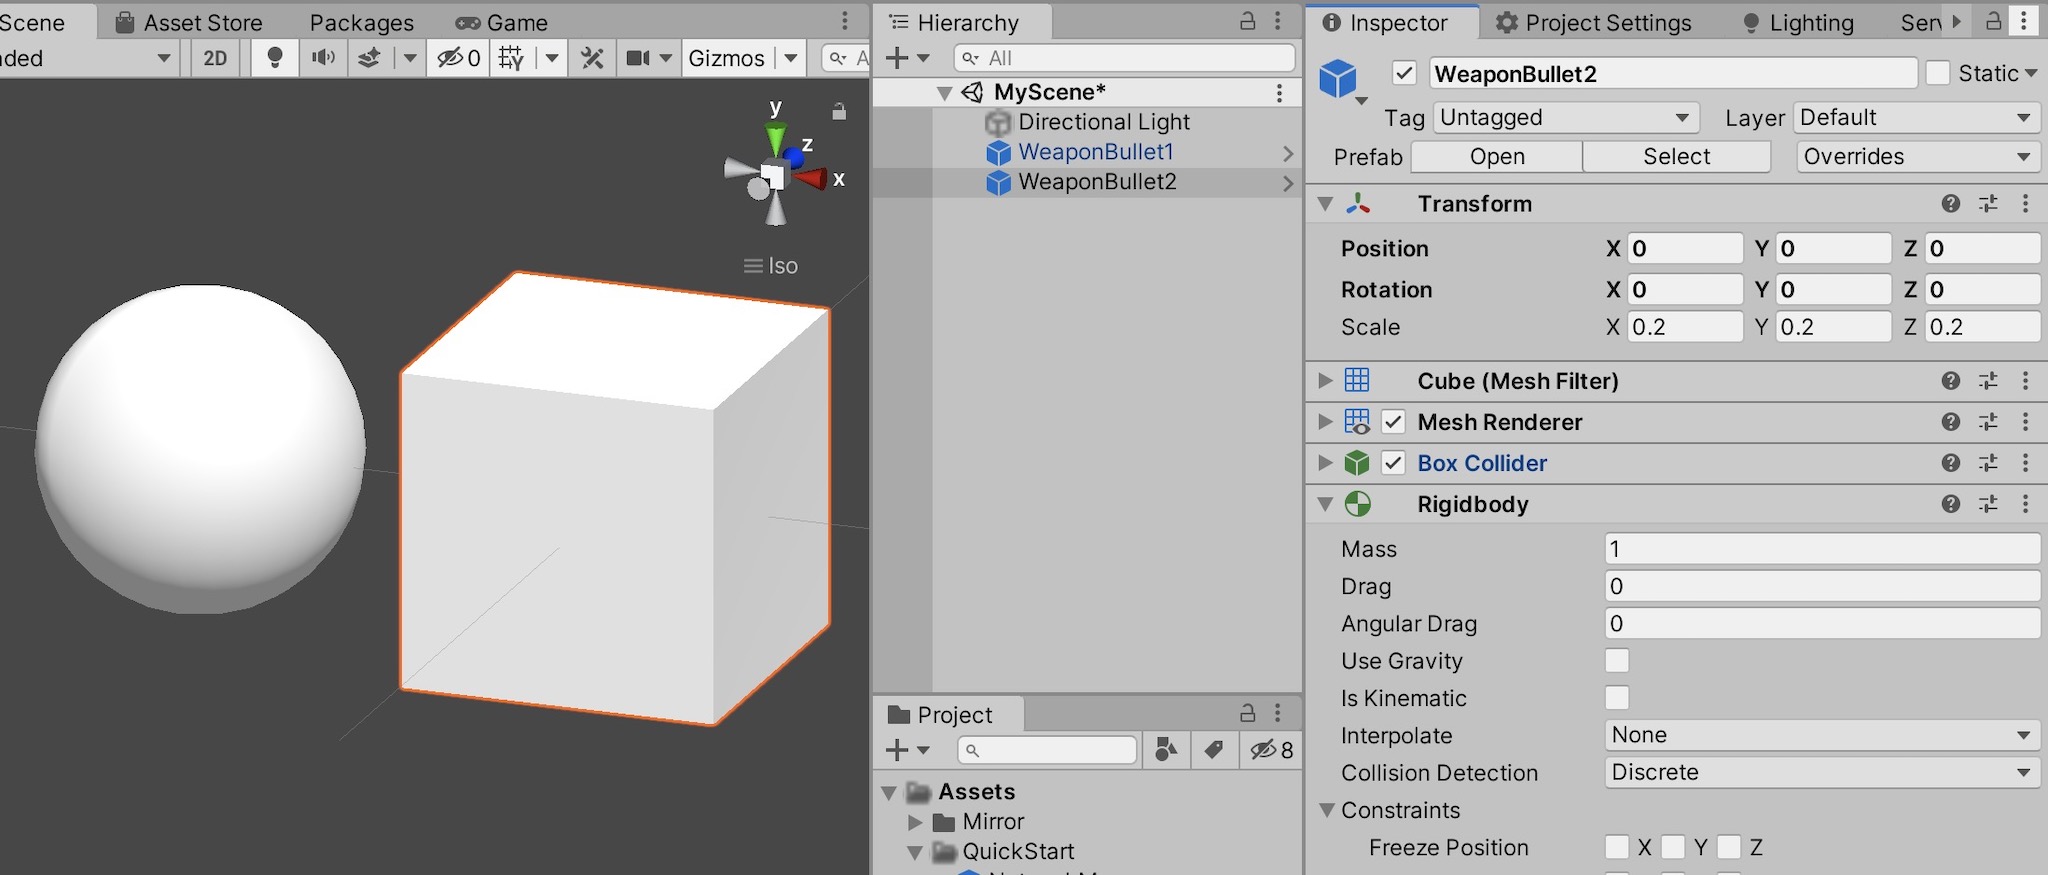 Scene
Asset Store
Packages
Game
ded
2D
0
Gizmos
A
y
z
x
Iso
Hierarchy
All
MyScene*
Directional Light
WeaponBullet1
WeaponBullet2
Project
8
Assets
Mirror
QuickStart
Inspector
Project Settings
Lighting
Serv
WeaponBullet2
Static
Tag Untagged
Layer Default
Prefab Open Select Overrides
Transform
Position X 0 Y 0 Z 0
Rotation X 0 Y 0 Z 0
Scale X 0.2 Y 0.2 Z 0.2
Cube (Mesh Filter)
Mesh Renderer
Box Collider
Rigidbody
Mass 1
Drag 0
Angular Drag 0
Use Gravity
Is Kinematic
Interpolate None
Collision Detection Discrete
Constraints
Freeze Position X Y Z